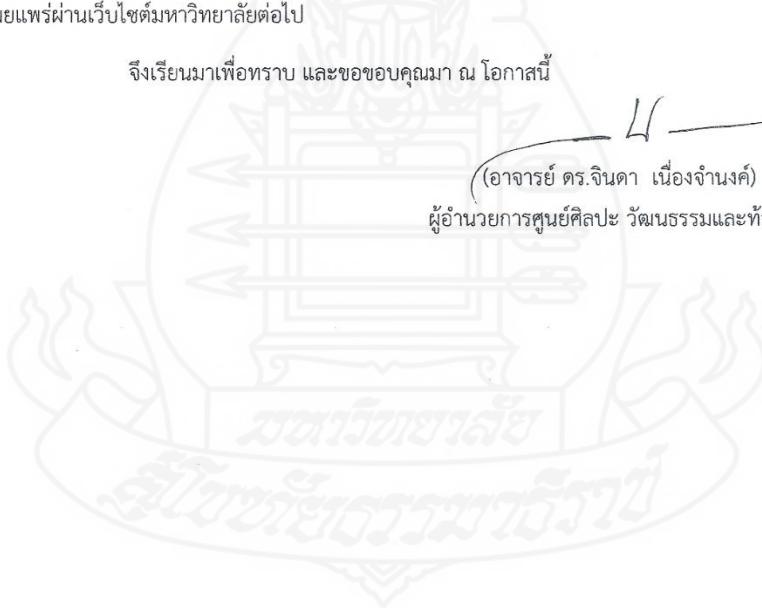 ยแพร่ผ่านเว็บไซต์มหาวิทยาลัยต่อไป
จึงเรียนมาเพื่อทราบ และขอขอบคุณมา ณ โอกาสนี้
(อาจารย์ ดร.จินดา เนื่องจำนงค์)
ผู้อำนวยการศูนย์ศิลปะ วัฒนธรรมและท้
มหาวิทยาลัย
สุโขทัยธรรมาธิราช